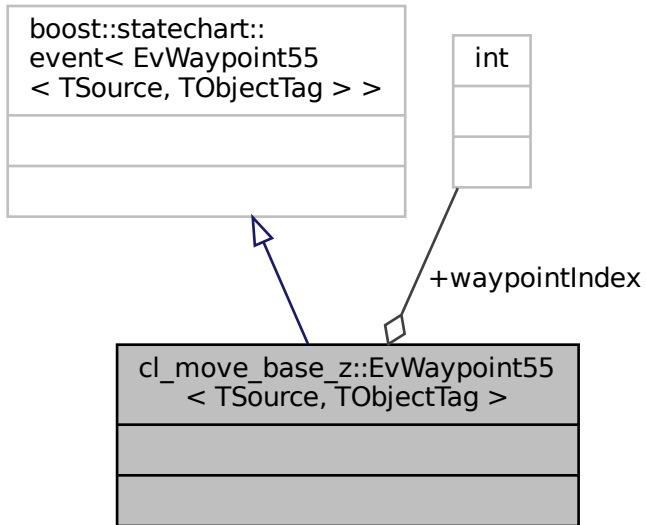 boost::statechart::
event< EvWaypoint55
< TSource, TObjectTag > >
int
+waypointIndex
cl_move_base_z::EvWaypoint55
< TSource, TObjectTag >